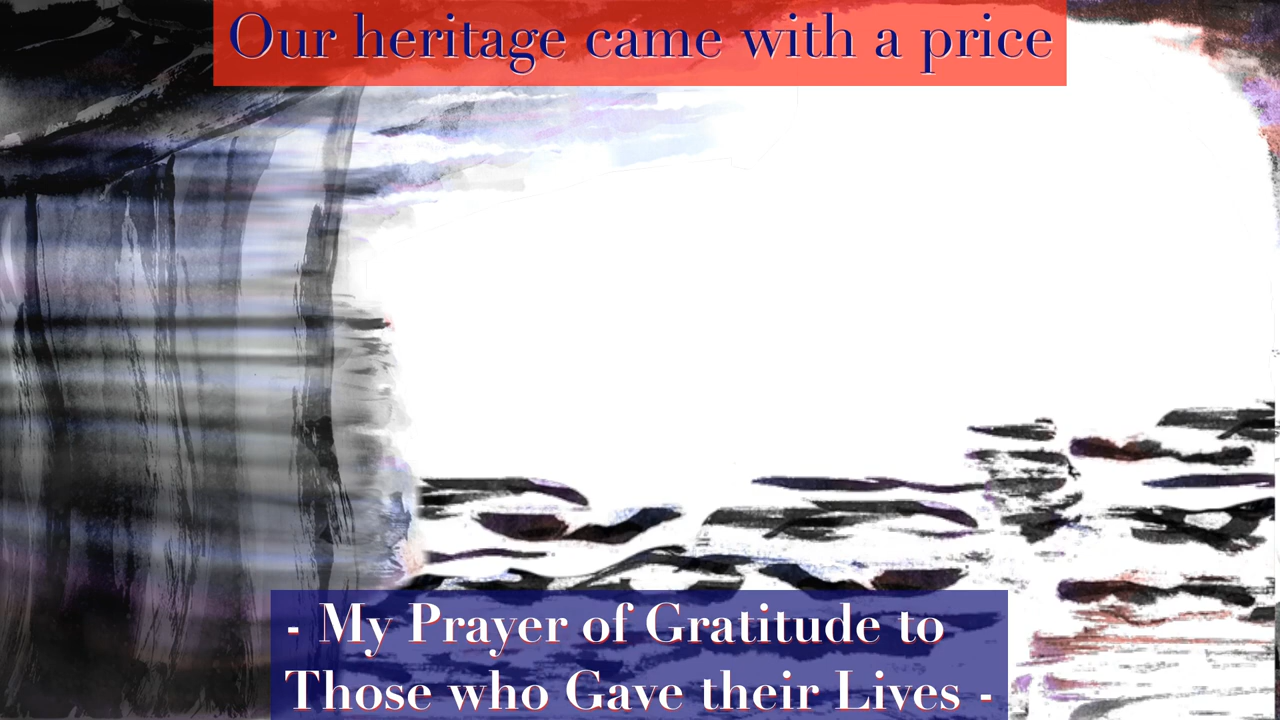 Our heritage came with a price
- My Prayer of Gratitude to
Those who Gave their Lives -